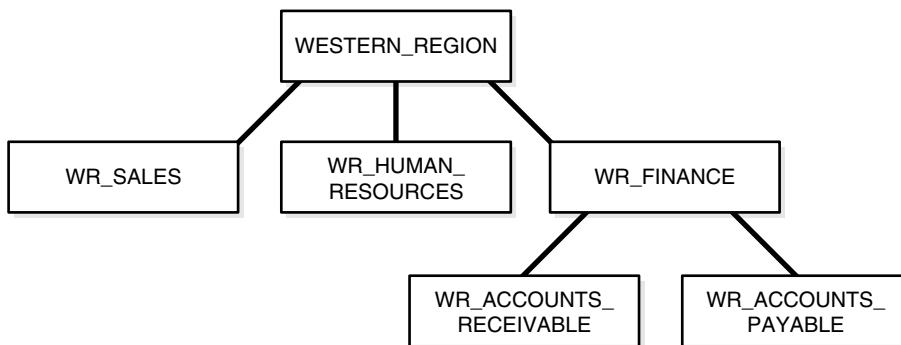 WESTERN_REGION
WR_SALES
WR_HUMAN_
RESOURCES
WR_FINANCE
WR_ACCOUNTS_
RECEIVABLE
WR_ACCOUNTS_
PAYABLE